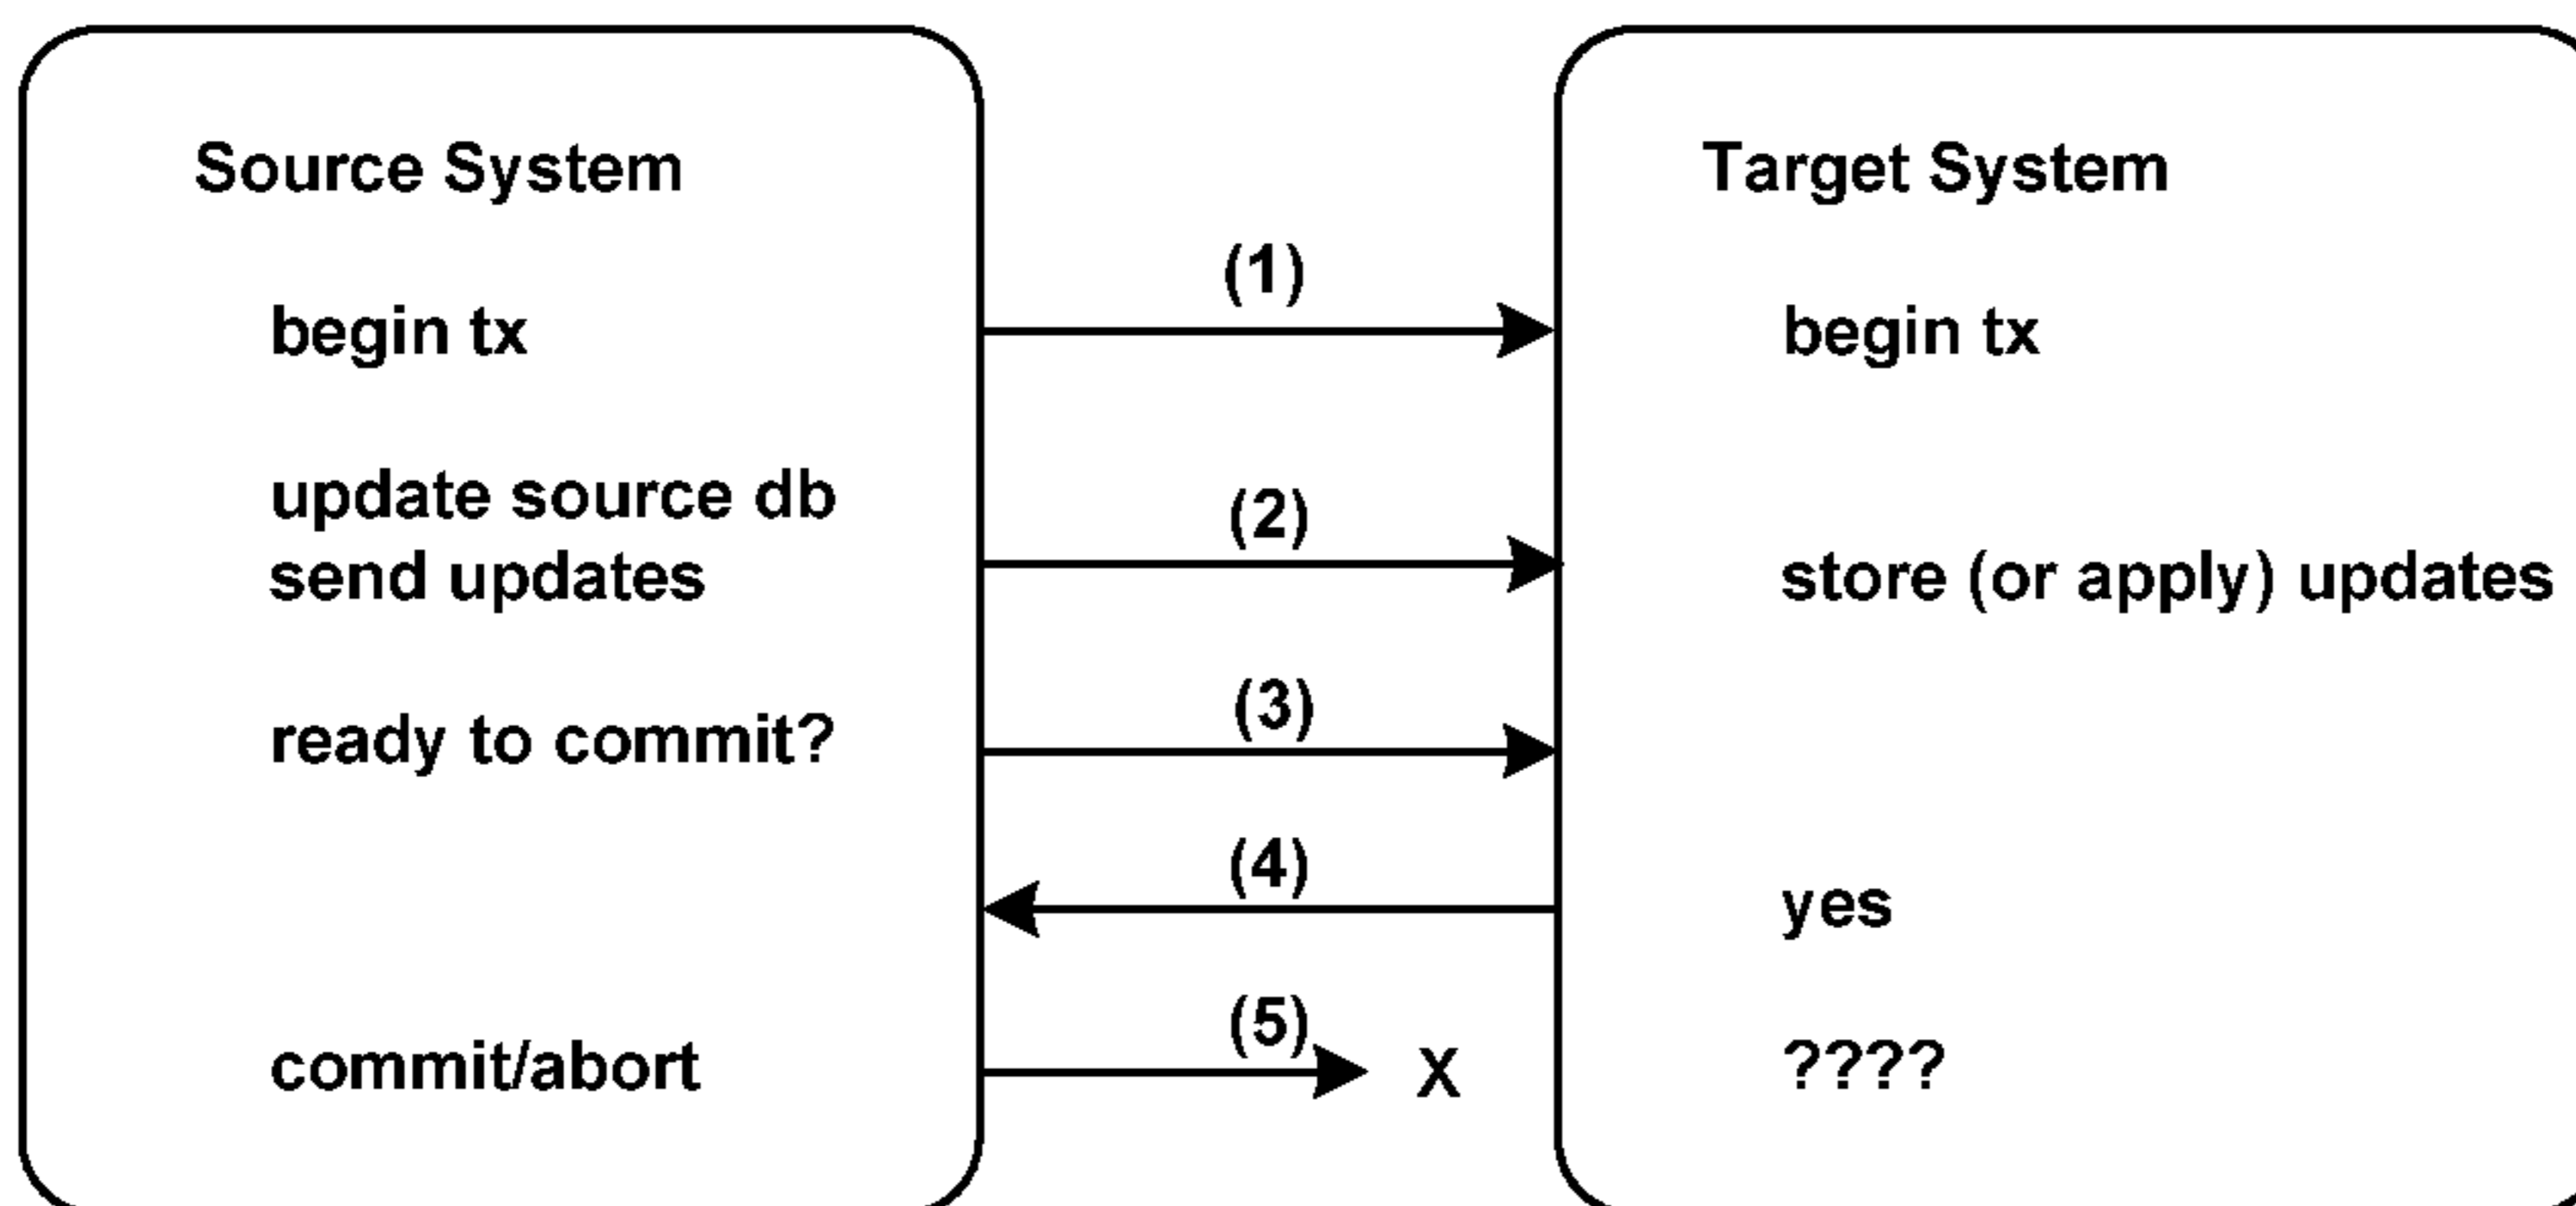 Source System
Target System
(1)
begin tx
begin tx
update source db
(2)
send updates
store (or apply) updates
(3)
ready to commit?
(4)
yes
(5)
commit/abort
X
????